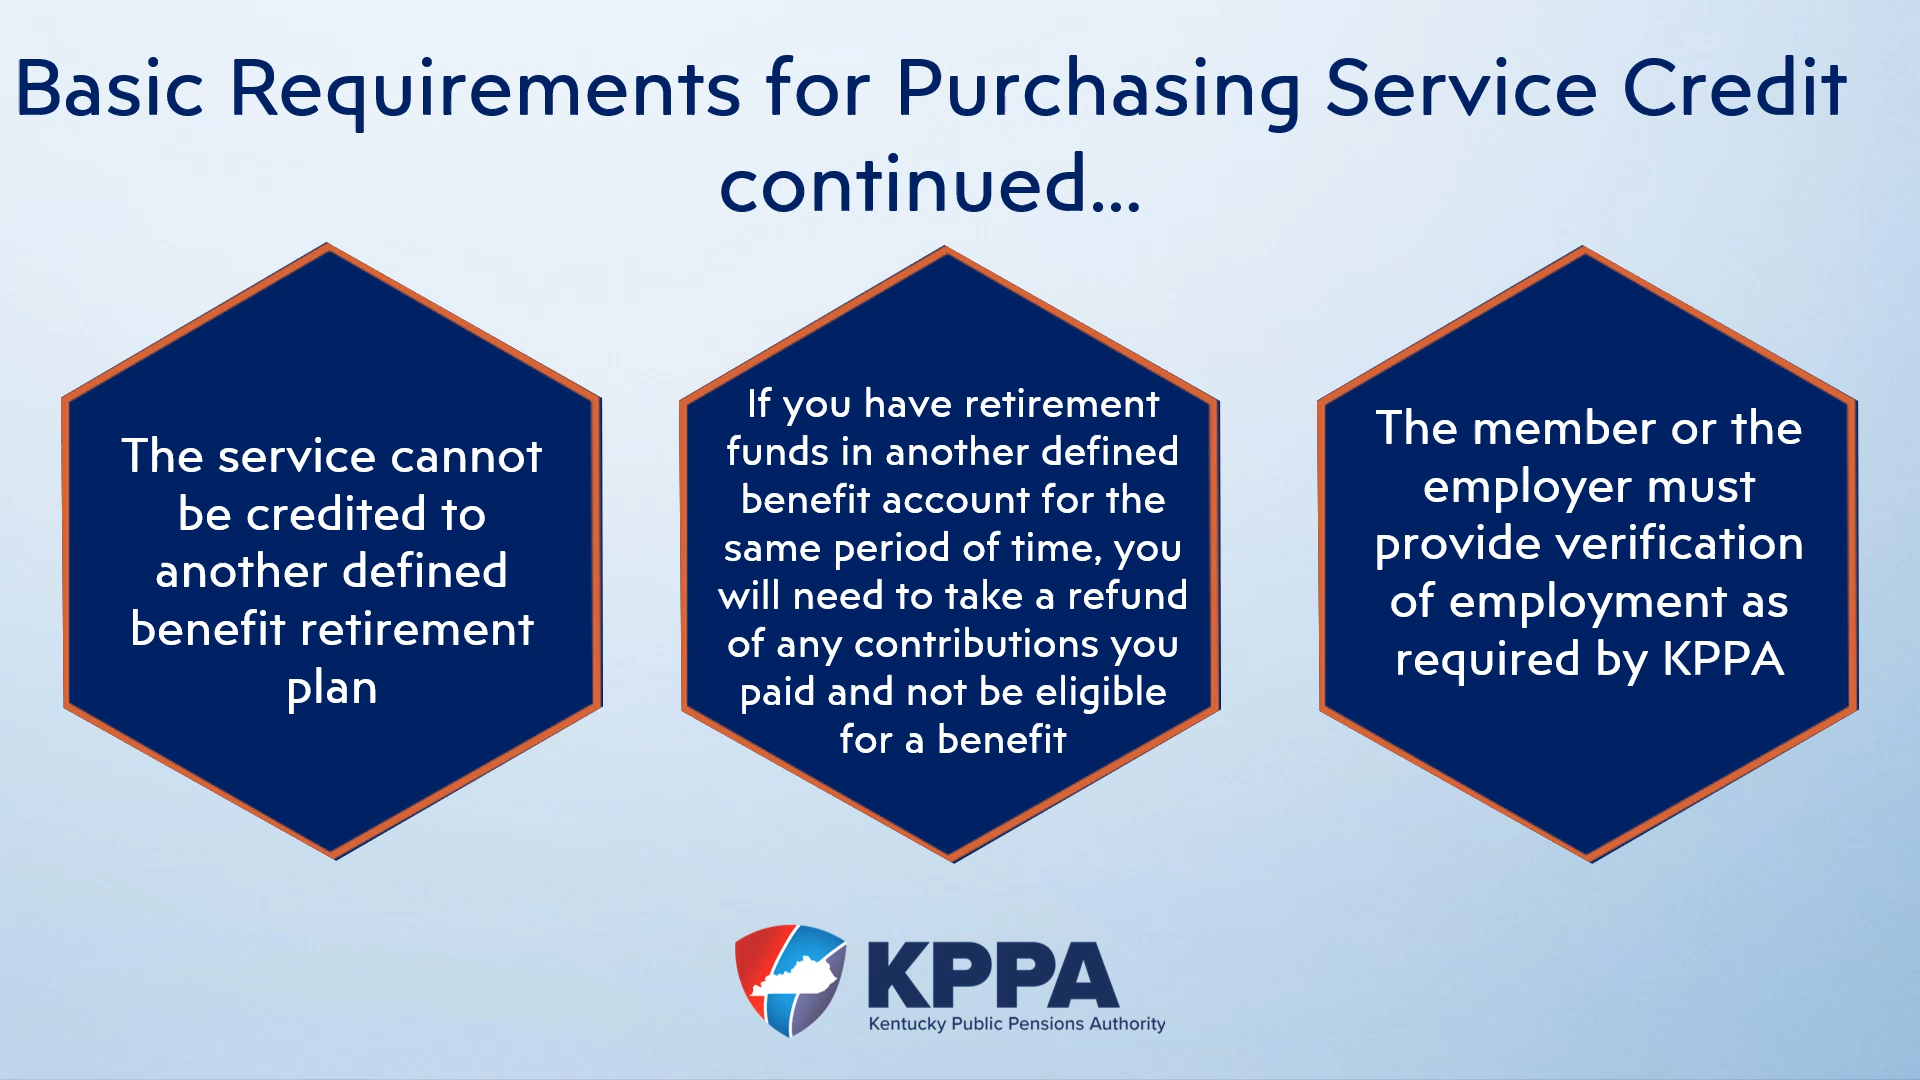 Basic Requirements for Purchasing Service Credit
continued...
The service cannot
be credited to
another defined
benefit retirement
plan
If you have retirement
funds in another defined
benefit account for the
same period of time, you
will need to take a refund
of any contributions you
paid and not be eligible
for a benefit
The member or the
employer must
provide verification
of employment as
required by KPPA
KPPA
Kentucky Public Pensions Authority